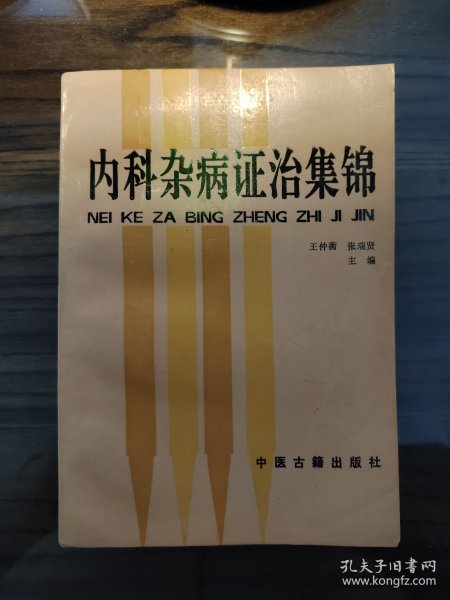 内科杂病证治集锦
NEI KE ZA BING ZHENG ZHI JI JIN
王仲衡 张瑞贤
主编
中医古籍出版社
孔夫子旧书网
www.kongfz.com